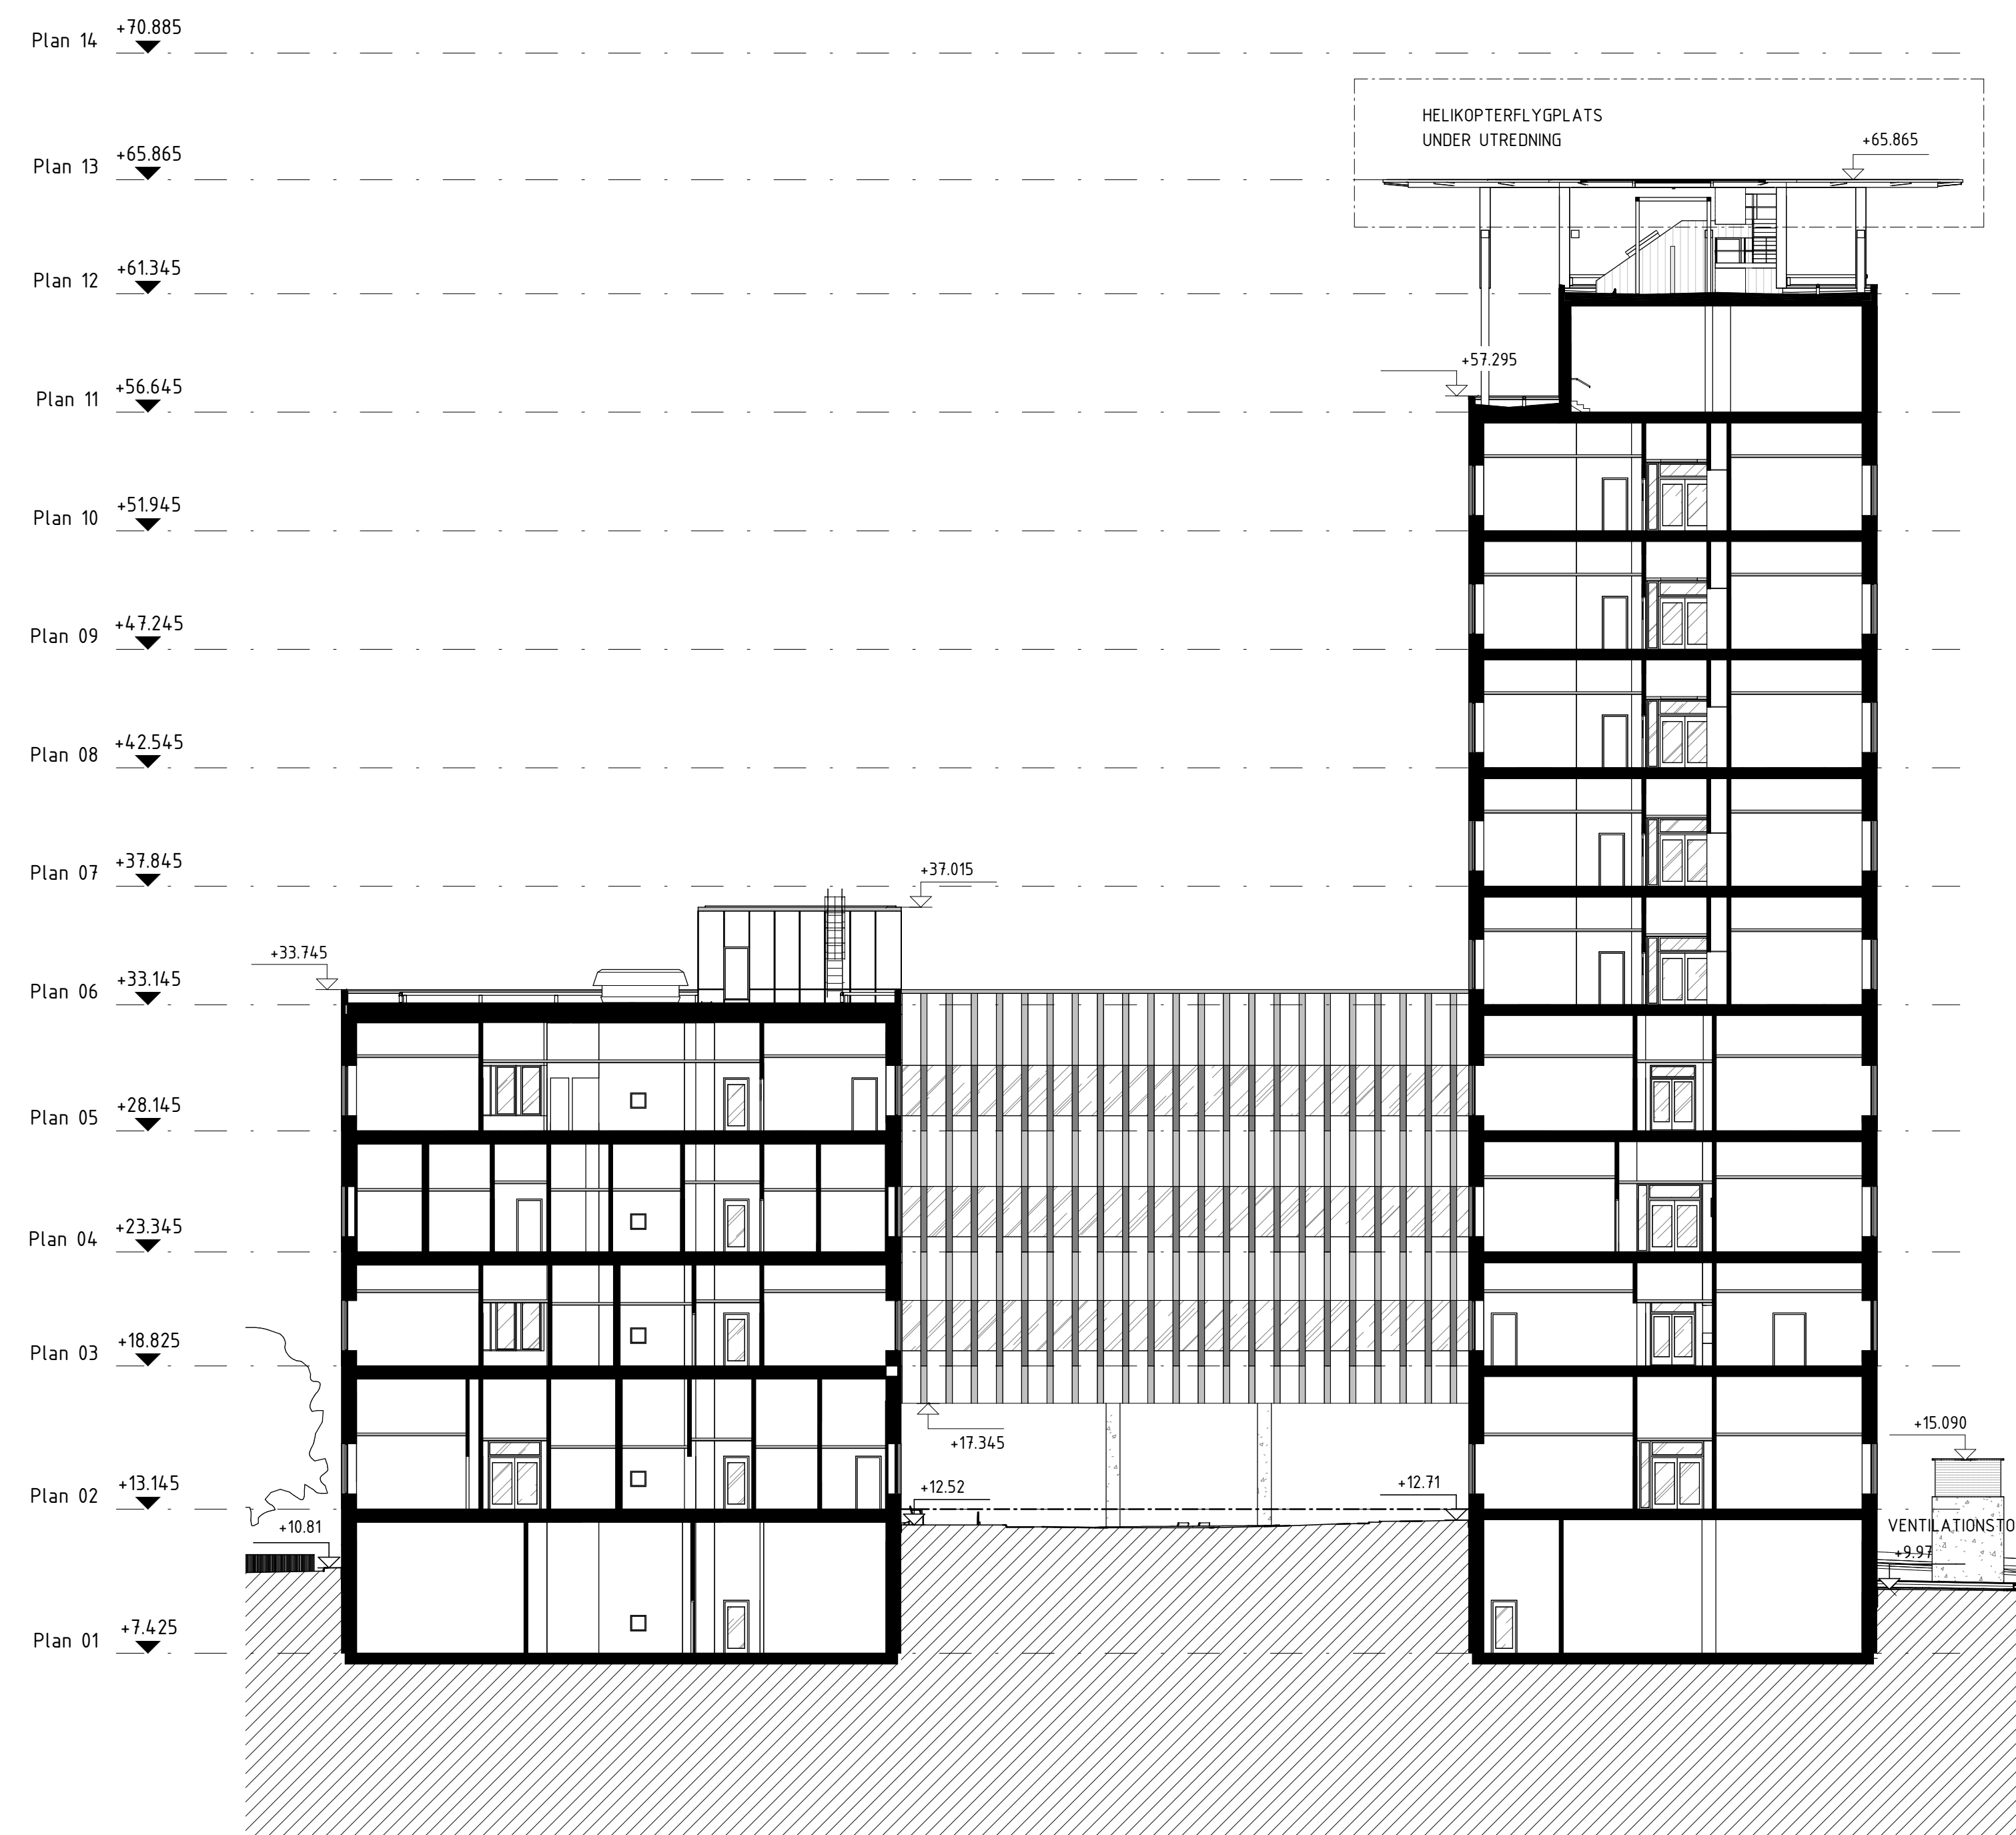 +70.885
Plan 14
HELIKOPTERFLYGPLATS
UNDER UTREDNING
+65.865
+65.865
Plan 13
+61.345
Plan 12
+57.295
+56.645
Plan 11
+51.945
Plan 10
+47.245
Plan 09
+42.545
Plan 08
+37.845
Plan 07
+37.015
+33.745
+33.145
Plan 06
+28.145
Plan 05
+23.345
Plan 04
+18.825
Plan 03
+15.090
+17.345
+13.145
Plan 02
+12.52
+12.71
+10.81
VENTILATIONSTO
+9.97
+7.425
Plan 01